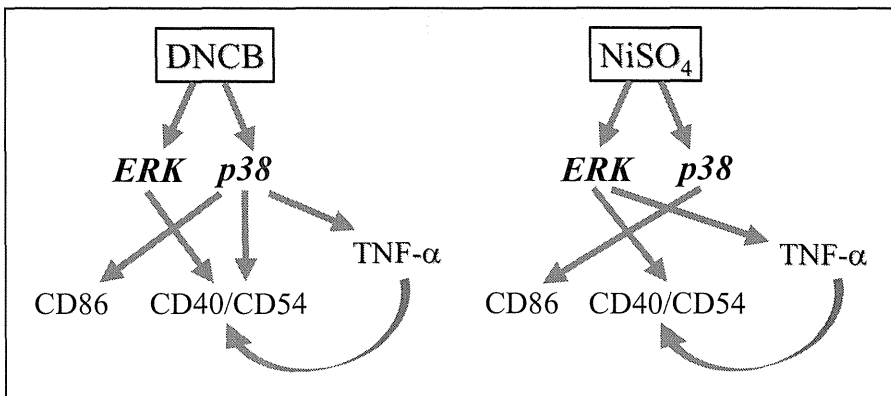 DNCB
NiSO₄
ERK p38
ERK p38
TNF-α
TNF-α
CD86 CD40/CD54
CD86 CD40/CD54